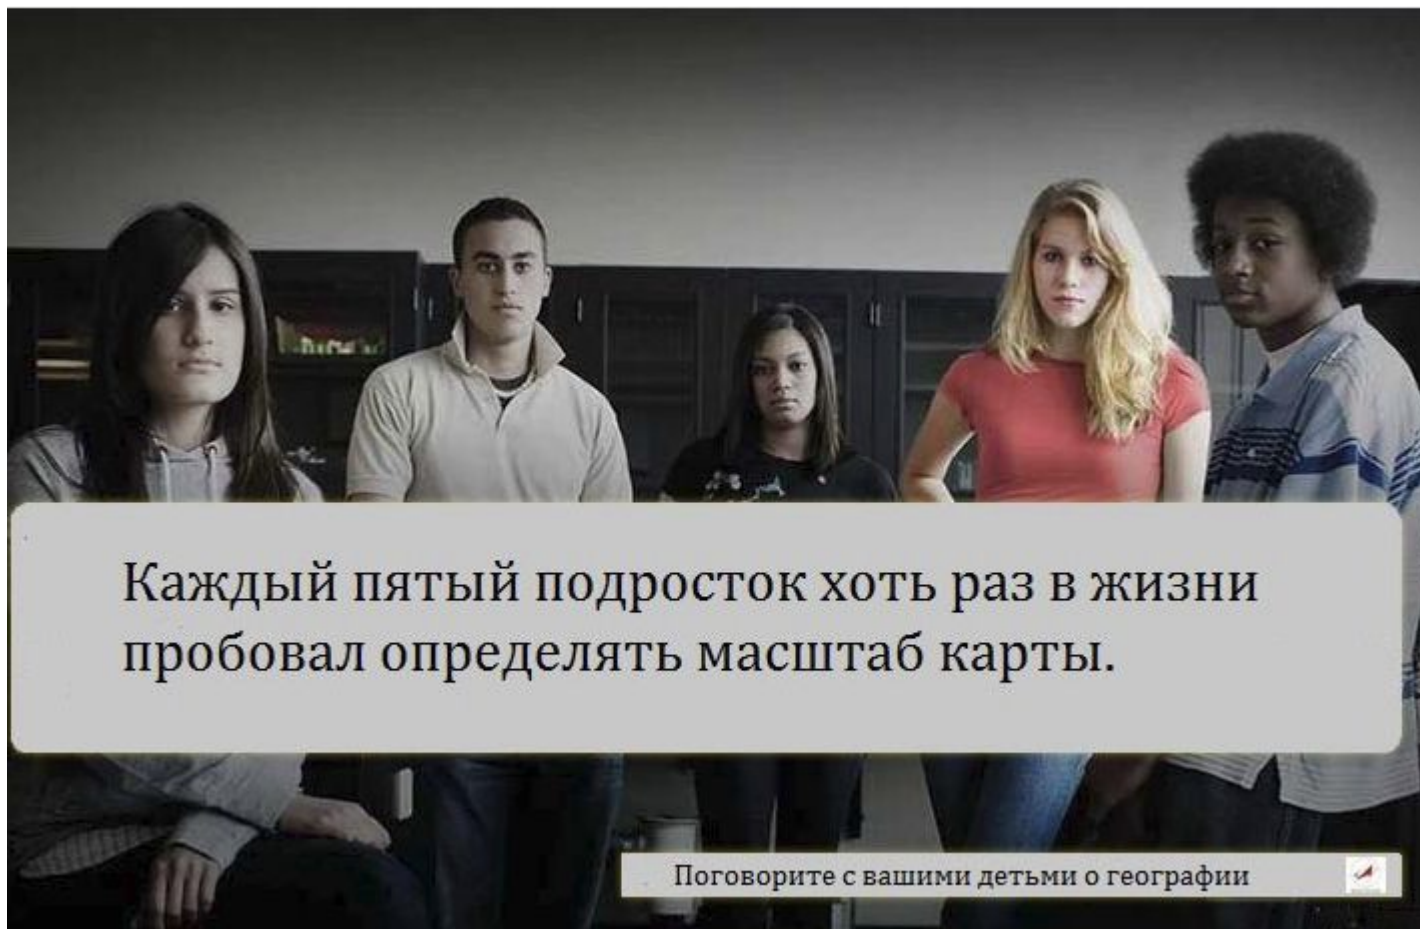 Каждый пятый подросток хоть раз в жизни
пробовал определять масштаб карты.
Поговорите с вашими детьми о географии